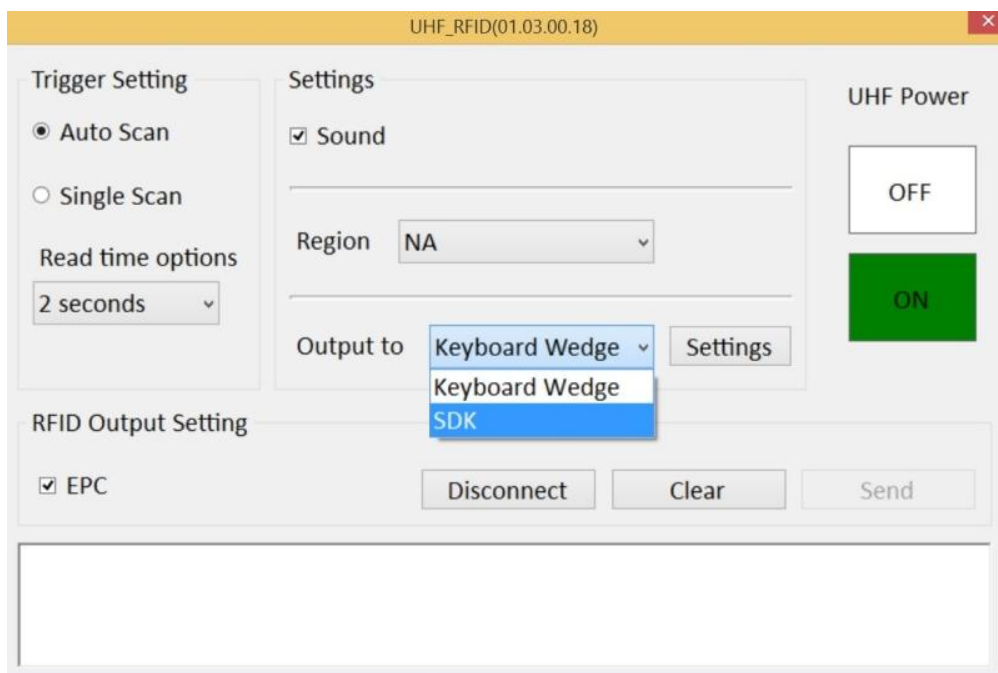 UHF_RFID(01.03.00.18)
Trigger Setting
Auto Scan
Single Scan
Read time options
2 seconds
Settings
Sound
Region NA
Output to Keyboard Wedge Settings
Keyboard Wedge
SDK
UHF Power
OFF
ON
RFID Output Setting
EPC Disconnect Clear Send